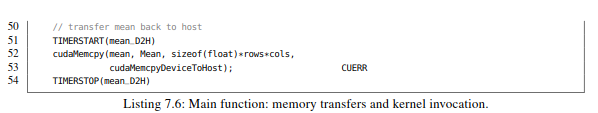 50 // transfer mean back to host
51 TIMERSTART(mean_D2H)
52 cudaMemcpy(mean, Mean, sizeof(float)*rows*cols,
53 cudaMemcpyDeviceToHost); CUERR
54 TIMERSTOP(mean_D2H)
Listing 7.6: Main function: memory transfers and kernel invocation.